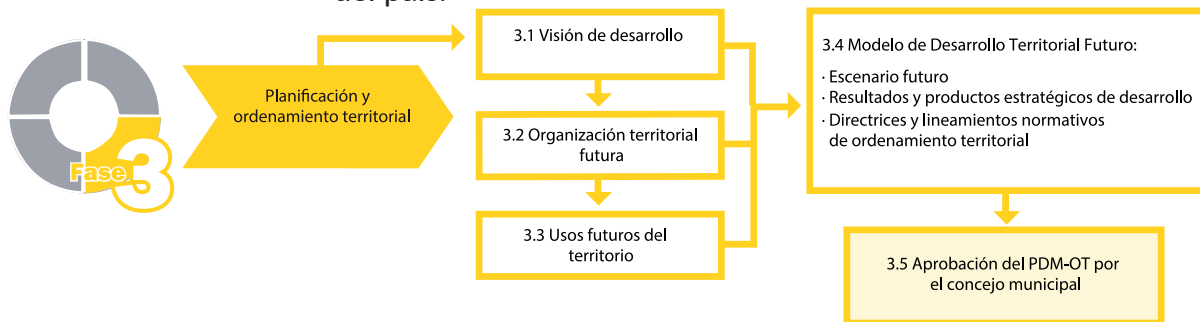 del país.
Fase 3
Planificación y
ordenamiento territorial
3.1 Visión de desarrollo
3.2 Organización territorial
futura
3.3 Usos futuros del
territorio
3.4 Modelo de Desarrollo Territorial Futuro:
· Escenario futuro
· Resultados y productos estratégicos de desarrollo
· Directrices y lineamientos normativos
de ordenamiento territorial
3.5 Aprobación del PDM-OT por
el concejo municipal